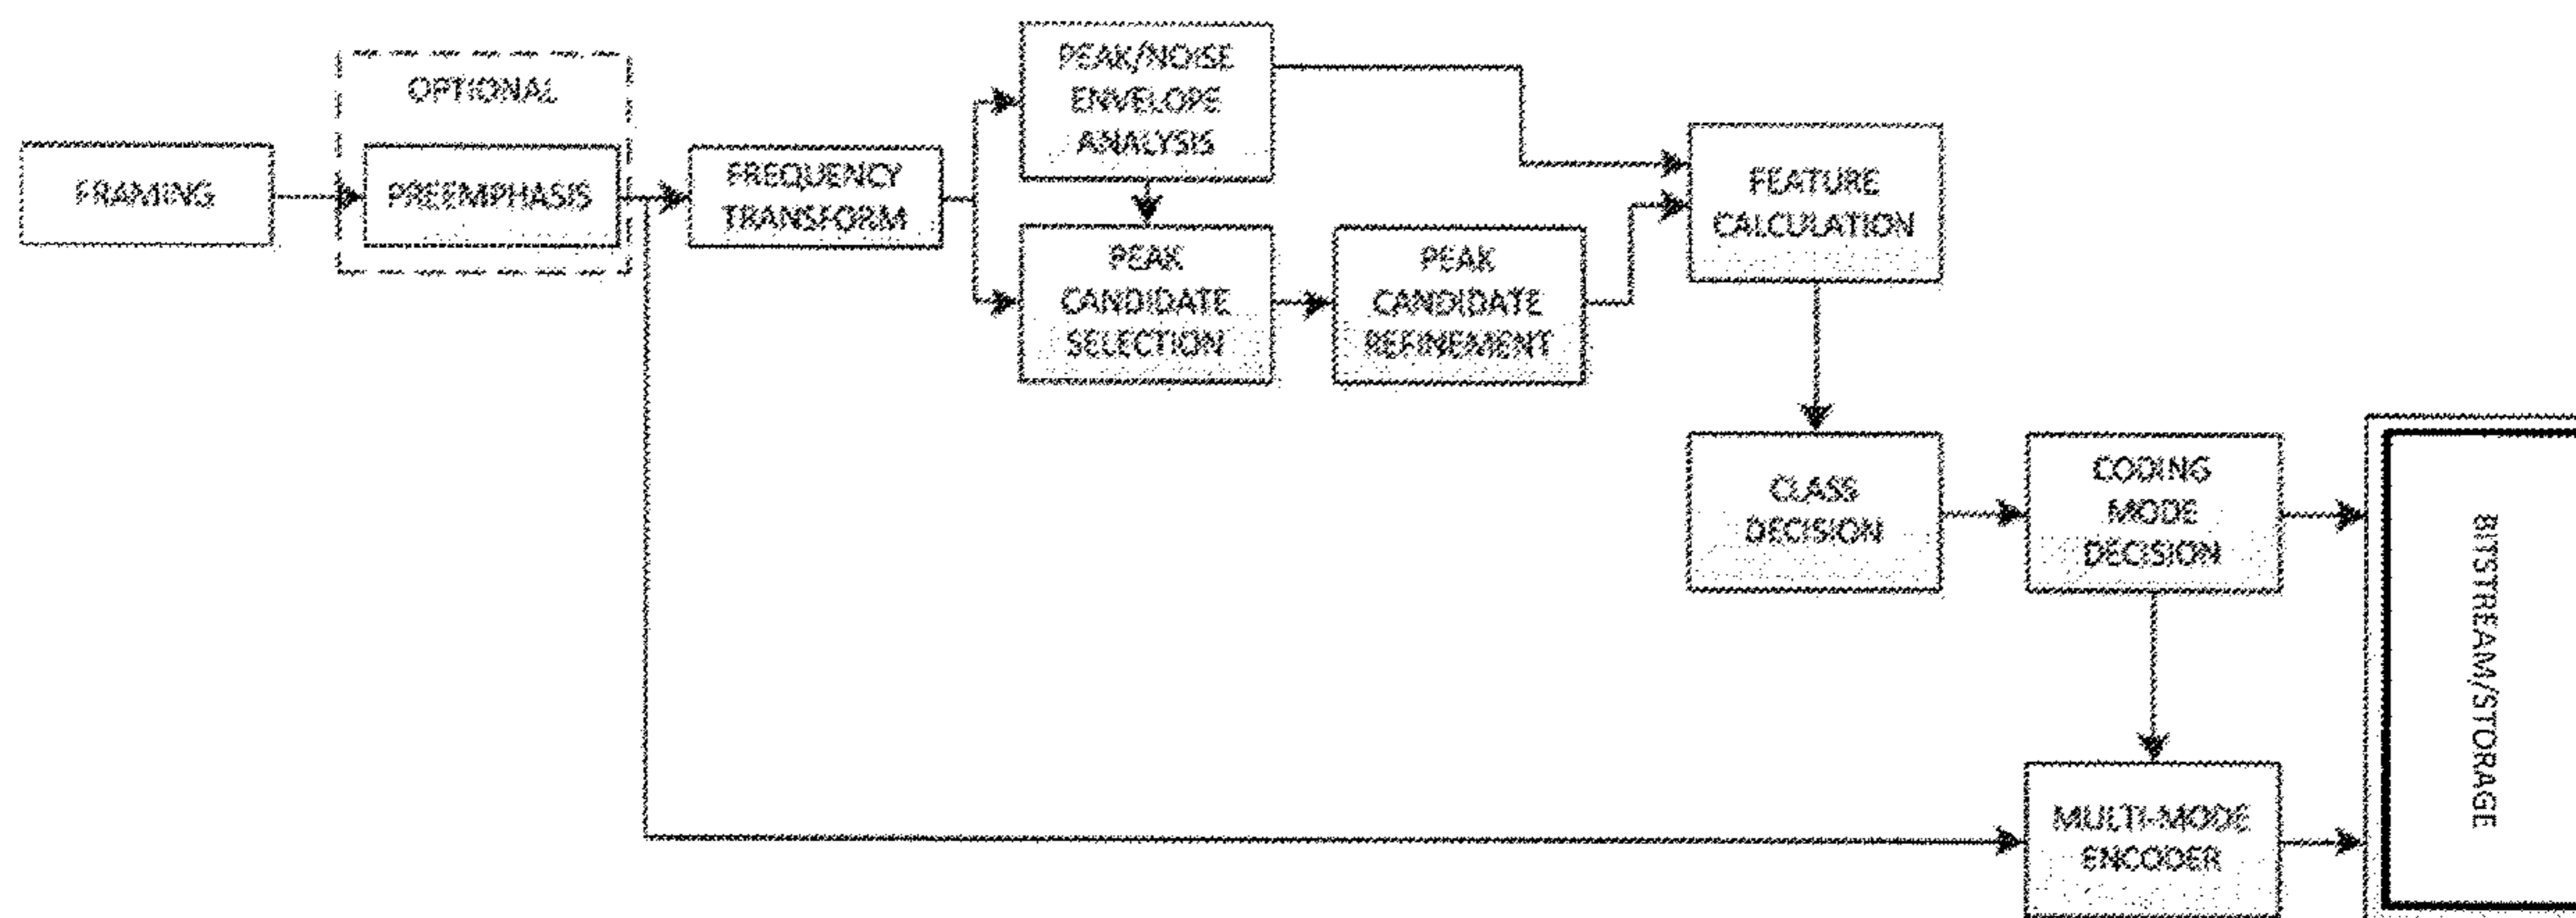 OPTIONAL
FRAMING
PREEMPHASIS
FREQUENCY
TRANSFORM
PEAK/NOISE
ENVELOPE
ANALYSIS
PEAK
CANDIDATE
SELECTION
PEAK
CANDIDATE
REFINEMENT
FEATURE
CALCULATION
CLASS
DECISION
CODING
MODE
DECISION
MULTI-MODE
ENCODER
BITSTREAM/STORAGE